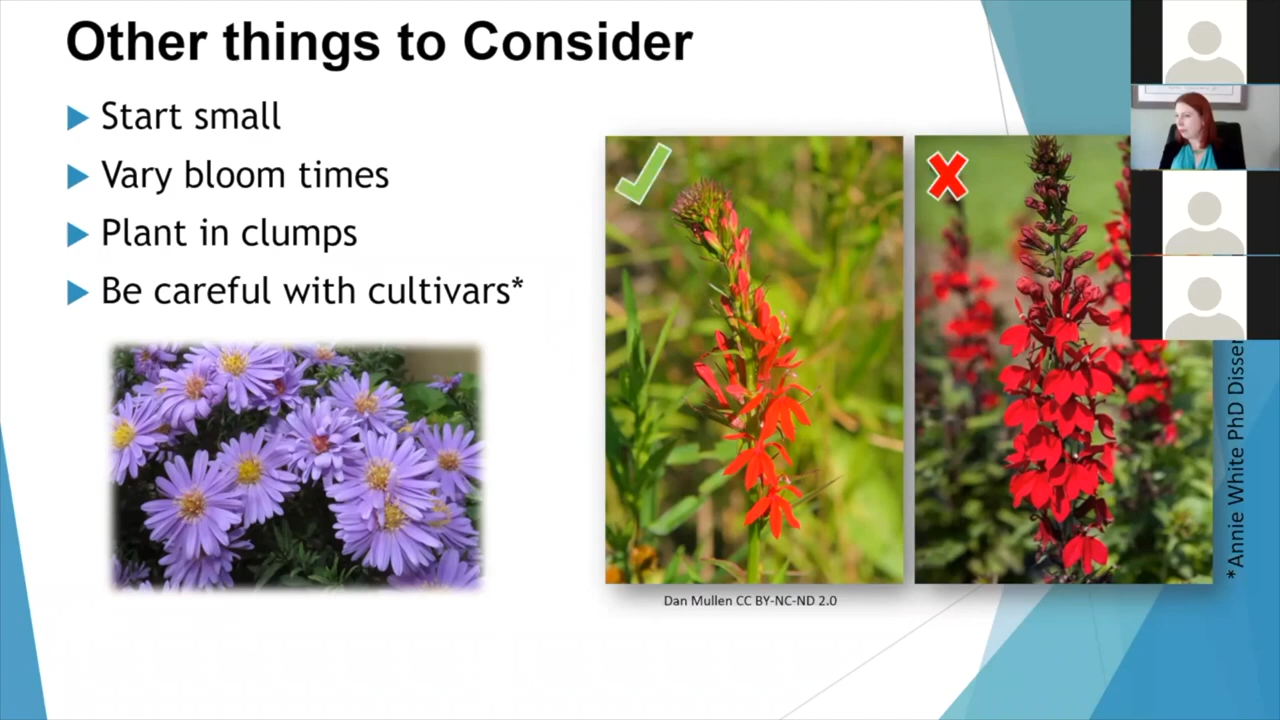 Other things to Consider
Start small
Vary bloom times
Plant in clumps
Be careful with cultivars*
Dan Mullen CC BY-NC-ND 2.0
*Annie White PhD